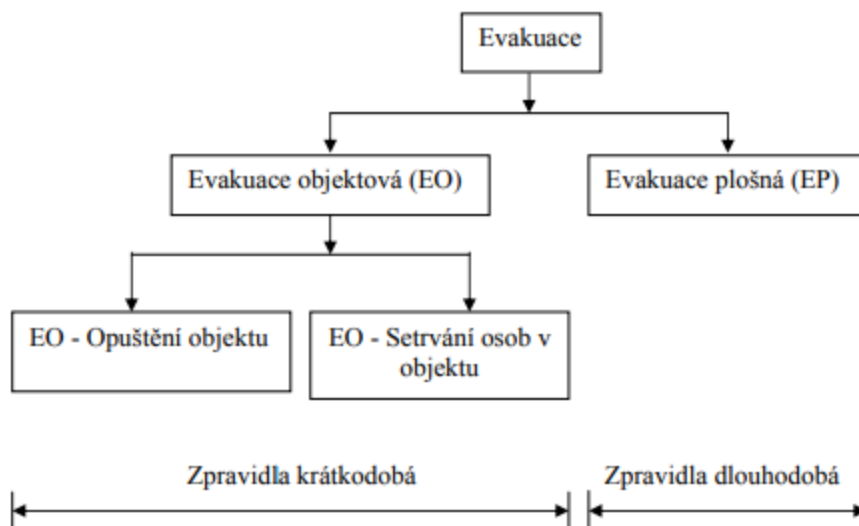 Evakuace
Evakuace objektová (EO)
Evakuace plošná (EP)
EO - Opuštění objektu
EO - Setrvání osob v
objektu
Zpravidla krátkodobá
Zpravidla dlouhodobá